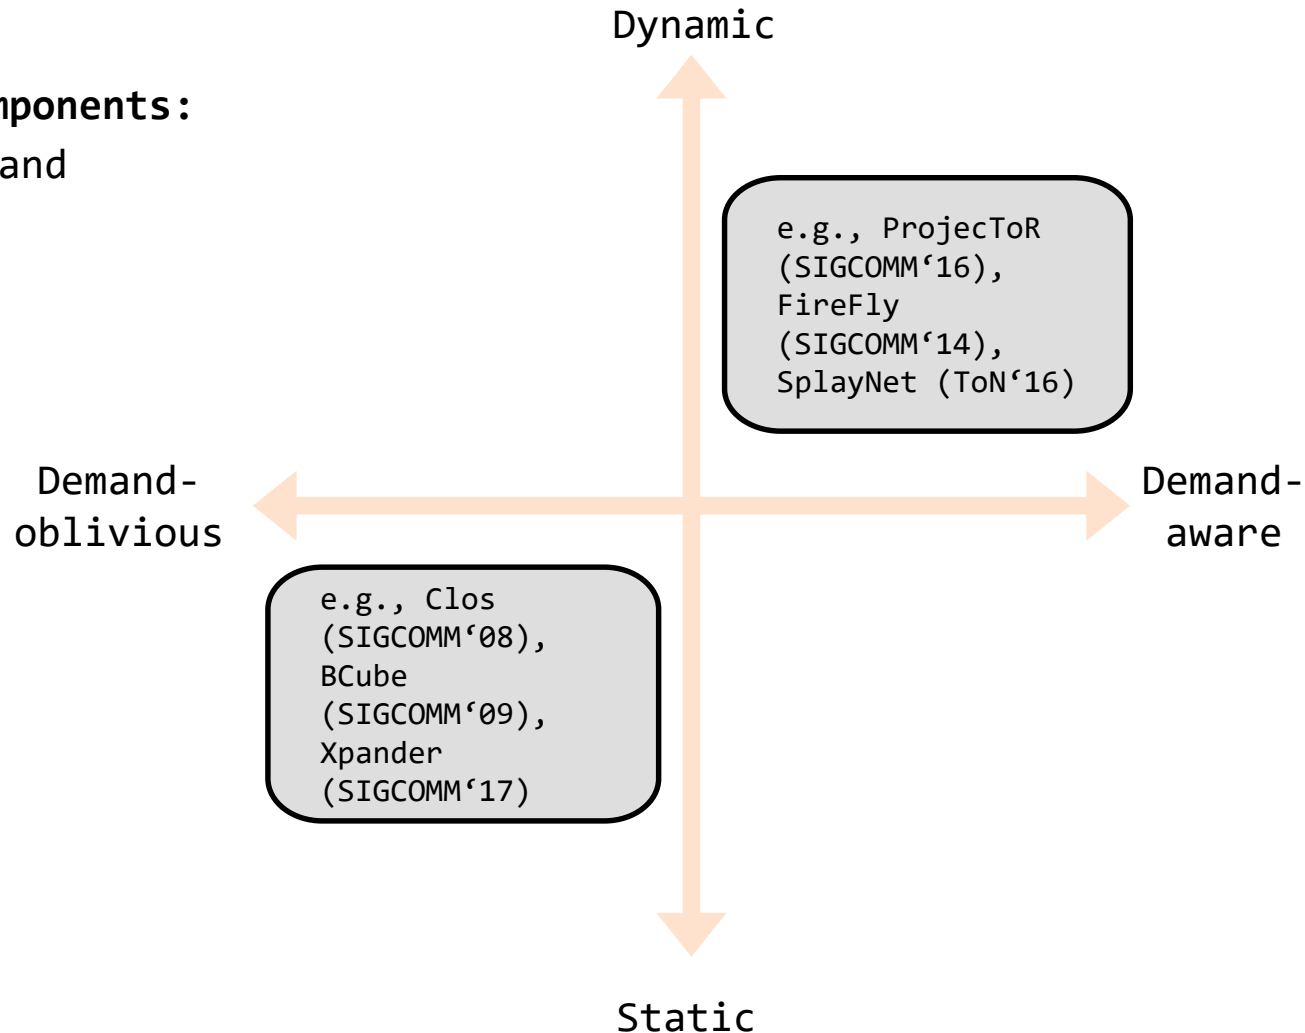 Dynamic
mponents:
and
e.g., ProjecToR
(SIGCOMM‘16),
FireFly
(SIGCOMM‘14),
SplayNet (ToN‘16)
Demand-
oblivious
Demand-
aware
e.g., Clos
(SIGCOMM‘08),
BCube
(SIGCOMM‘09),
Xpander
(SIGCOMM‘17)
Static